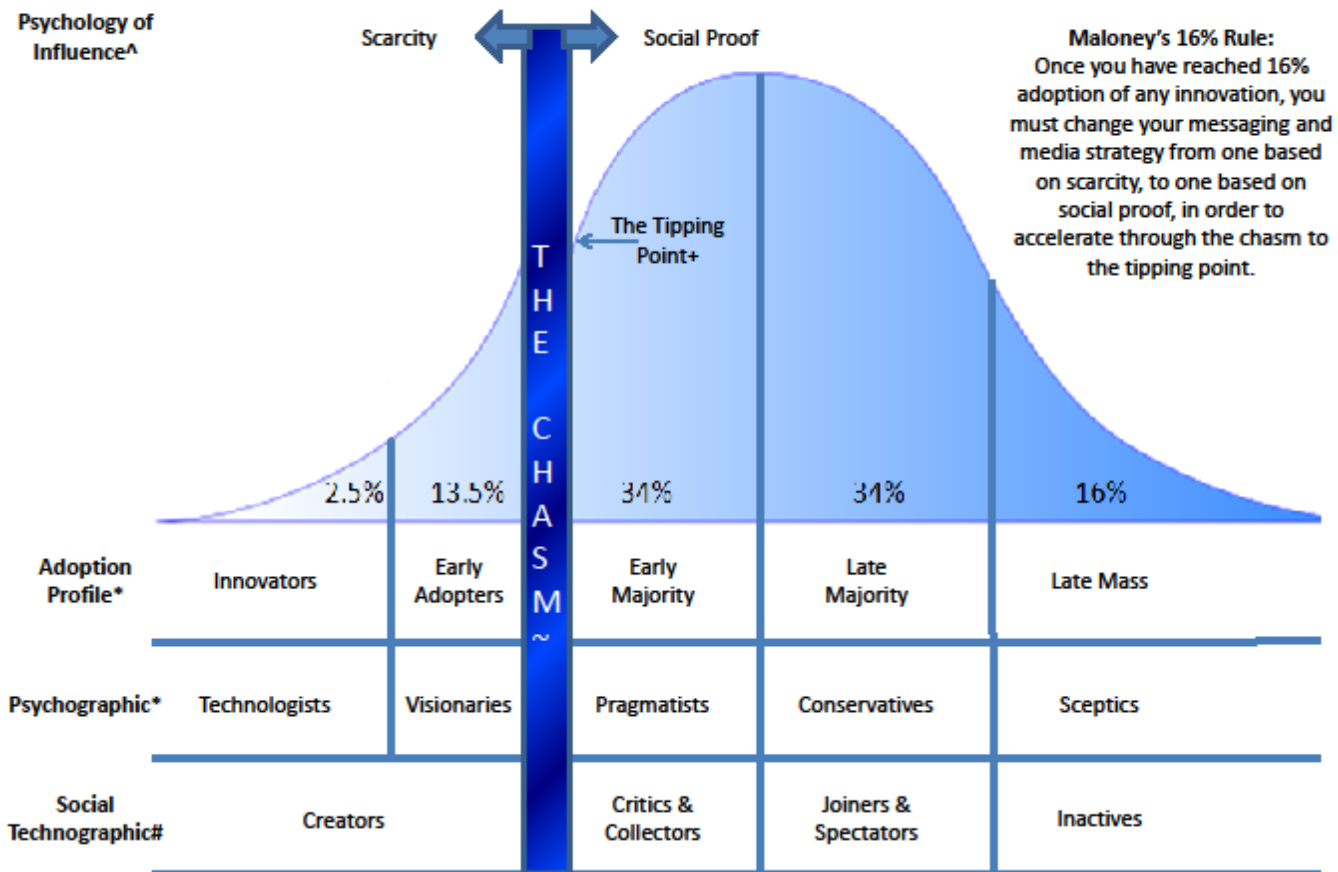 Psychology of
Influence^
Scarcity
Social Proof
Maloney's 16% Rule:
Once you have reached 16%
adoption of any innovation, you
must change your messaging and
media strategy from one based
on scarcity, to one based on
social proof, in order to
accelerate through the chasm to
the tipping point.
The Tipping
Point+
THE CHASM~
2.5%
13.5%
34%
34%
16%
Adoption
Profile*
Innovators
Early
Adopters
Early
Majority
Late
Majority
Late Mass
Psychographic*
Technologists
Visionaries
Pragmatists
Conservatives
Sceptics
Social
Technographic#
Creators
Critics &
Collectors
Joiners &
Spectators
Inactives